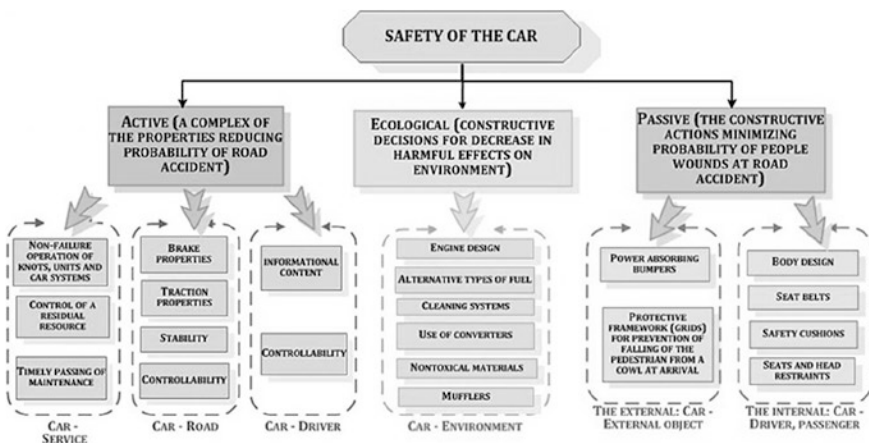 SAFETY OF THE CAR
ACTIVE (A COMPLEX OF
THE PROPERTIES REDUCING
PROBABILITY OF ROAD
ACCIDENT)
ECOLOGICAL (CONSTRUCTIVE
DECISIONS FOR DECREASE IN
HARMFUL EFFECTS ON
ENVIRONMENT)
PASSIVE (THE CONSTRUCTIVE
ACTIONS MINIMIZING
PROBABILITY OF PEOPLE
WOUNDS AT ROAD
ACCIDENT)
NON-FAILURE
OPERATION OF
KNOTS, UNITS AND
CAR SYSTEMS
CONTROL OF A
RESIDUAL
RESOURCE
TIMELY PASSING OF
MAINTENANCE
CAR -
SERVICE
BRAKE
PROPERTIES
TRACTION
PROPERTIES
STABILITY
CONTROLLABILITY
CAR - ROAD
INFORMATIONAL
CONTENT
CONTROLLABILITY
CAR - DRIVER
ENGINE DESIGN
ALTERNATIVE TYPES OF FUEL
CLEANING SYSTEMS
USE OF CONVERTERS
NONTOXICAL MATERIALS
MUFFLERS
CAR - ENVIRONMENT
POWER ABSORBING
BUMPERS
PROTECTIVE
FRAMEWORK (GRIDS)
FOR PREVENTION OF
FALLING OF THE
PEDESTRIAN FROM A
COWL AT ARRIVAL
THE EXTERNAL: CAR -
EXTERNAL OBJECT
BODY DESIGN
SEAT BELTS
SAFETY CUSHIONS
SEATS AND HEAD
RESTRAINTS
THE INTERNAL: CAR -
DRIVER, PASSENGER